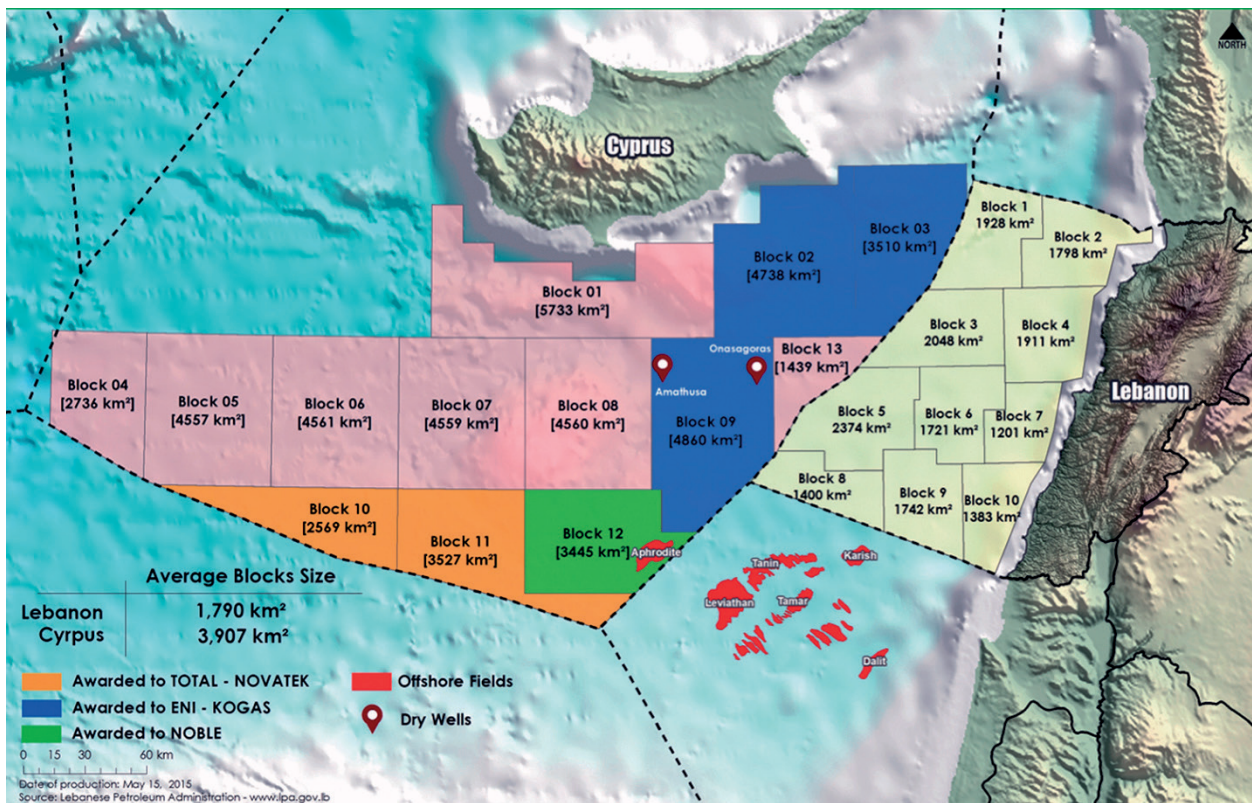 NORTH
Cyprus
Block 1
1928 km²
Block 2
1798 km²
Block 03
[3510 km²]
Block 02
[4738 km²]
Block 01
[5733 km²]
Block 3
2048 km²
Block 4
1911 km²
Onasagoras
Block 13
[1439 km²]
Amathusa
Lebanon
Block 04
[2736 km²]
Block 05
[4557 km²]
Block 06
[4561 km²]
Block 07
[4559 km²]
Block 08
[4560 km²]
Block 09
[4860 km²]
Block 5
2374 km²
Block 6
1721 km²
Block 7
1201 km²
Block 8
1400 km²
Block 9
1742 km²
Block 10
1383 km²
Block 10
[2569 km²]
Block 11
[3527 km²]
Block 12
[3445 km²]
Aphrodite
Tanin
Karish
Leviathan
Tamar
Dalit
Average Blocks Size
Lebanon 1,790 km²
Cyrpus 3,907 km²
Awarded to TOTAL - NOVATEK
Awarded to ENI - KOGAS
Awarded to NOBLE
Offshore Fields
Dry Wells
0 15 30 60 km
Date of production: May 15, 2015
Source: Lebanese Petroleum Administration - www.lpa.gov.lb